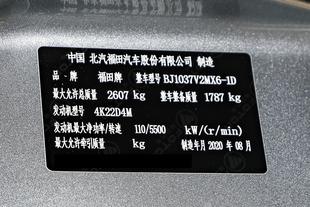 中国 北汽福田汽车股份有限公司 制造
品 牌 福田牌 整车型号 BJ1037V2MX6-1D
最大允许总质量 2607 kg 整车整备质量 1787 kg
发动机型号 4K22D4M
发动机最大净功率/转速 110/5500 kW/(r/min)
最大允许牵引质量 kg 制造年月 2020 年 08 月